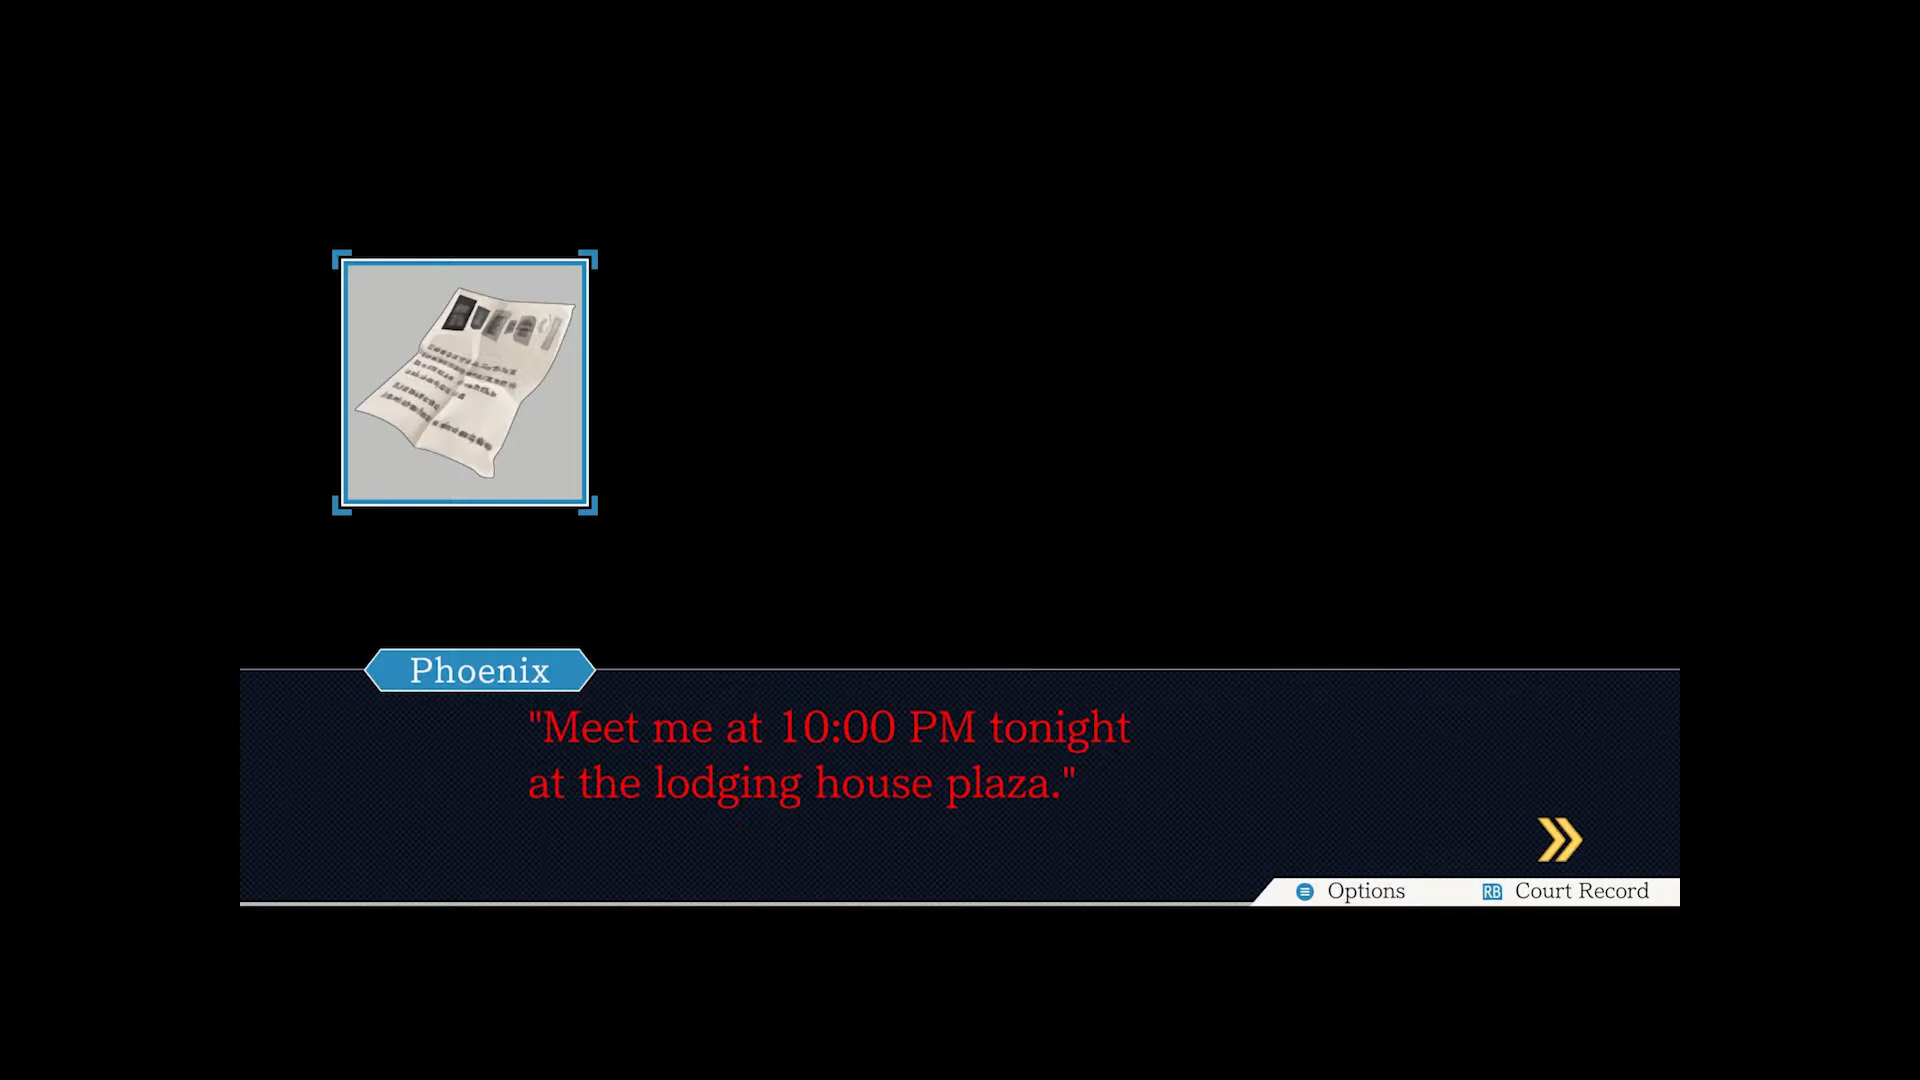 Phoenix
"Meet me at 10:00 PM tonight
at the lodging house plaza."
Options
RB Court Record